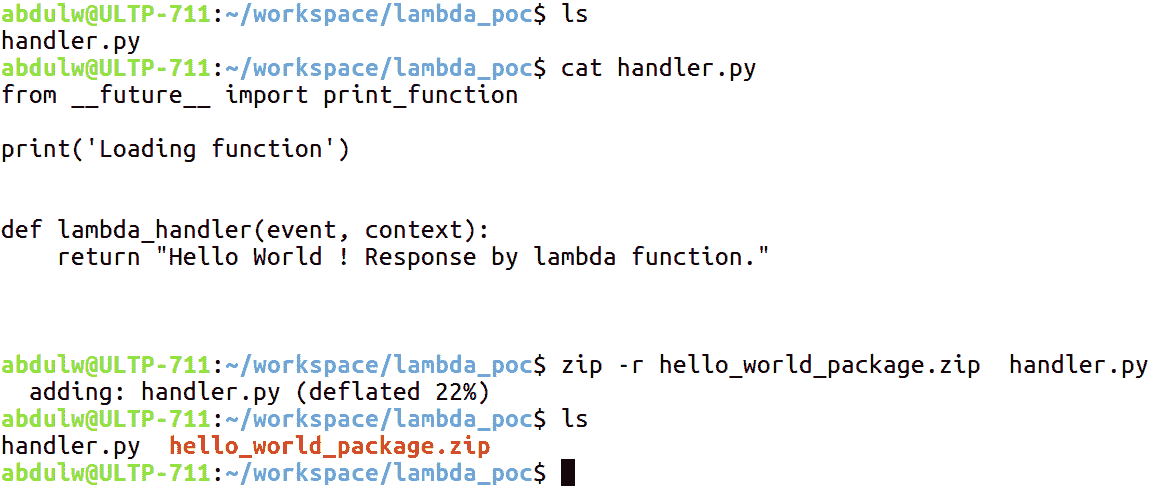 abdulw@ULTP-711:~/workspace/lambda_poc$ ls
handler.py
abdulw@ULTP-711:~/workspace/lambda_poc$ cat handler.py
from __future__ import print_function
print('Loading function')
def lambda_handler(event, context):
    return "Hello World ! Response by lambda function."
abdulw@ULTP-711:~/workspace/lambda_poc$ zip -r hello_world_package.zip  handler.py
  adding: handler.py (deflated 22%)
abdulw@ULTP-711:~/workspace/lambda_poc$ ls
handler.py  hello_world_package.zip
abdulw@ULTP-711:~/workspace/lambda_poc$